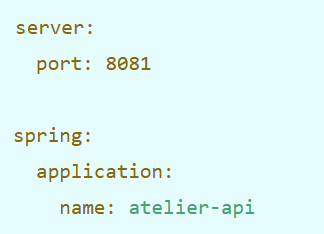 server:
  port: 8081

spring:
  application:
    name: atelier-api